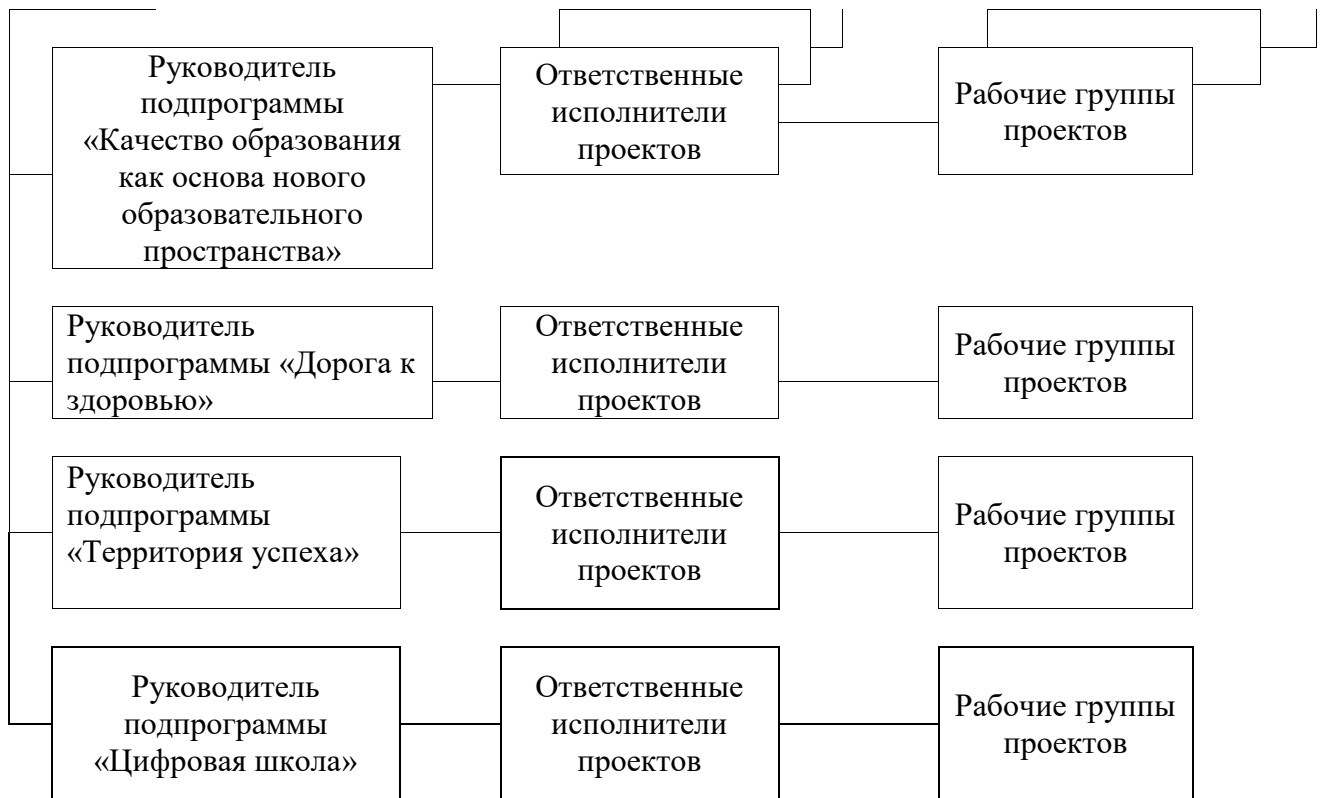 Руководитель
подпрограммы
«Качество образования
как основа нового
образовательного
пространства»
Ответственные
исполнители
проектов
Рабочие группы
проектов
Руководитель
подпрограммы «Дорога к
здоровью»
Ответственные
исполнители
проектов
Рабочие группы
проектов
Руководитель
подпрограммы
«Территория успеха»
Ответственные
исполнители
проектов
Рабочие группы
проектов
Руководитель
подпрограммы
«Цифровая школа»
Ответственные
исполнители
проектов
Рабочие группы
проектов